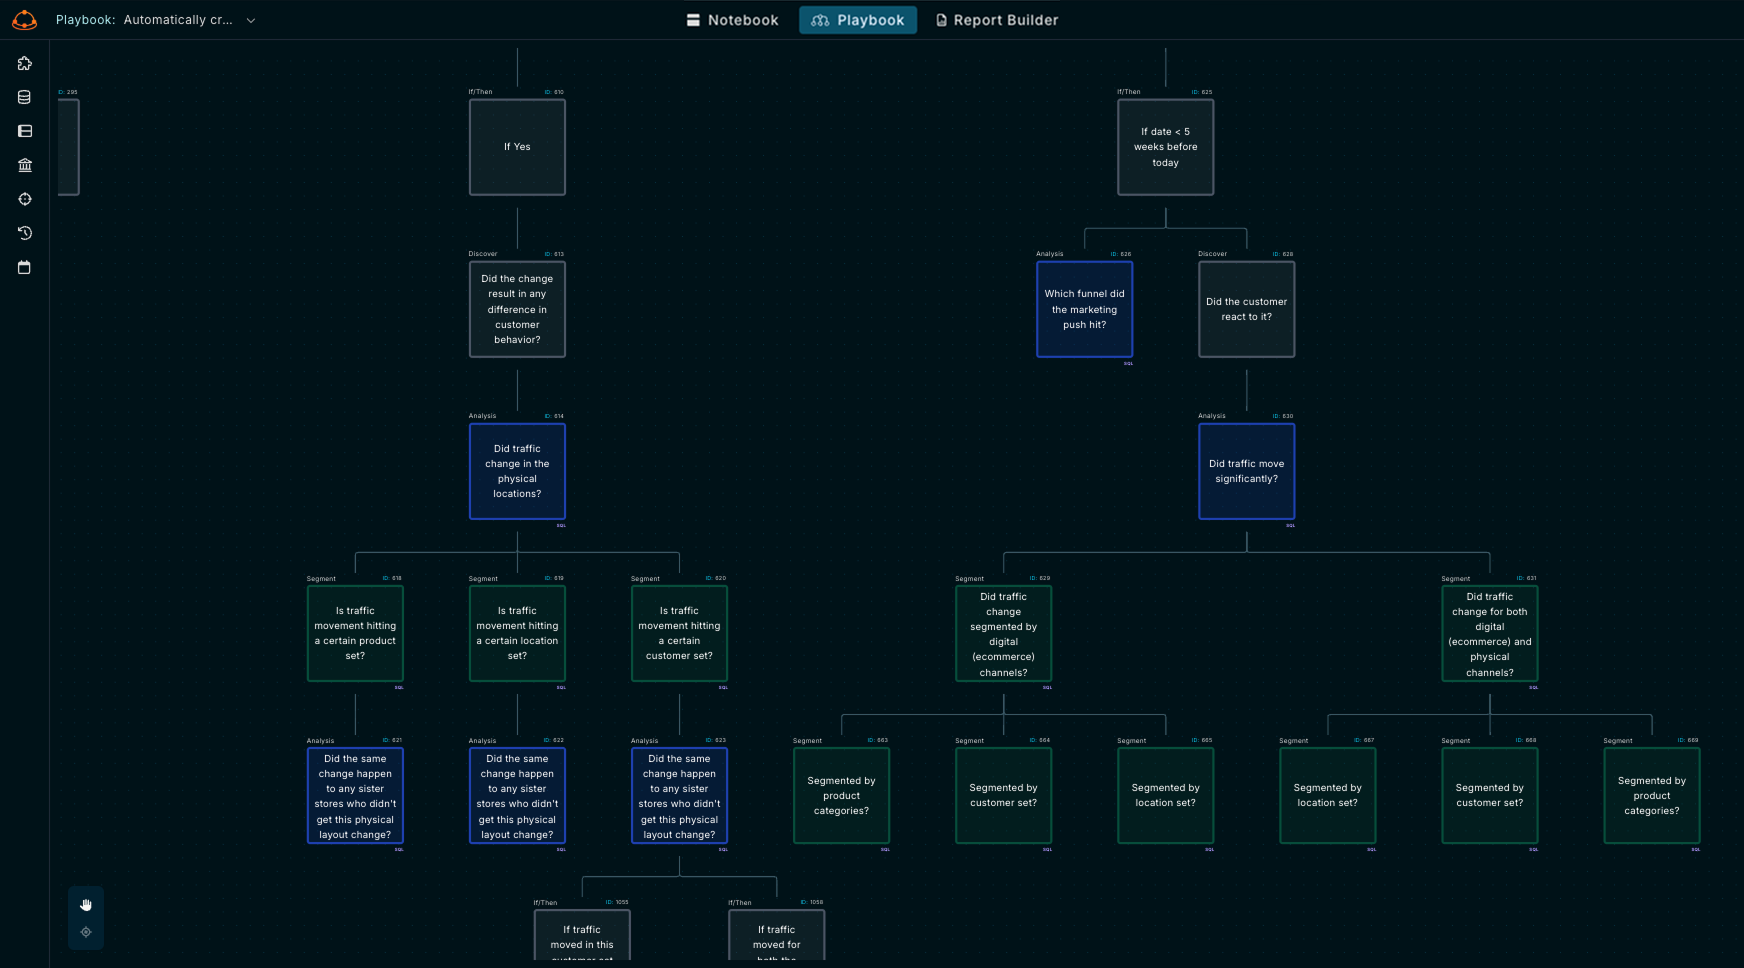 Playbook: Automatically cr...
Notebook
Playbook
Report Builder
ID: 295
If/Then ID: 610
If Yes
If/Then ID: 625
If date < 5
weeks before
today
Discover ID: 613
Did the change
result in any
difference in
customer
behavior?
Analysis ID: 626
Which funnel did
the marketing
push hit?
SQL
Discover ID: 628
Did the customer
react to it?
Analysis ID: 614
Did traffic
change in the
physical
locations?
SQL
Analysis ID: 630
Did traffic move
significantly?
SQL
Segment ID: 618
Is traffic
movement hitting
a certain product
set?
SQL
Segment ID: 619
Is traffic
movement hitting
a certain location
set?
SQL
Segment ID: 620
Is traffic
movement hitting
a certain
customer set?
SQL
Segment ID: 629
Did traffic
change
segmented by
digital
(ecommerce)
channels?
SQL
Segment ID: 631
Did traffic
change for both
digital
(ecommerce) and
physical
channels?
SQL
Analysis ID: 621
Did the same
change happen
to any sister
stores who didn't
get this physical
layout change?
SQL
Analysis ID: 622
Did the same
change happen
to any sister
stores who didn't
get this physical
layout change?
SQL
Analysis ID: 623
Did the same
change happen
to any sister
stores who didn't
get this physical
layout change?
SQL
Segment ID: 663
Segmented by
product
categories?
SQL
Segment ID: 664
Segmented by
customer set?
SQL
Segment ID: 665
Segmented by
location set?
SQL
Segment ID: 667
Segmented by
location set?
SQL
Segment ID: 668
Segmented by
customer set?
SQL
Segment ID: 669
Segmented by
product
categories?
SQL
If/Then ID: 1055
If traffic
moved in this
customer set
If/Then ID: 1058
If traffic
moved for
both the